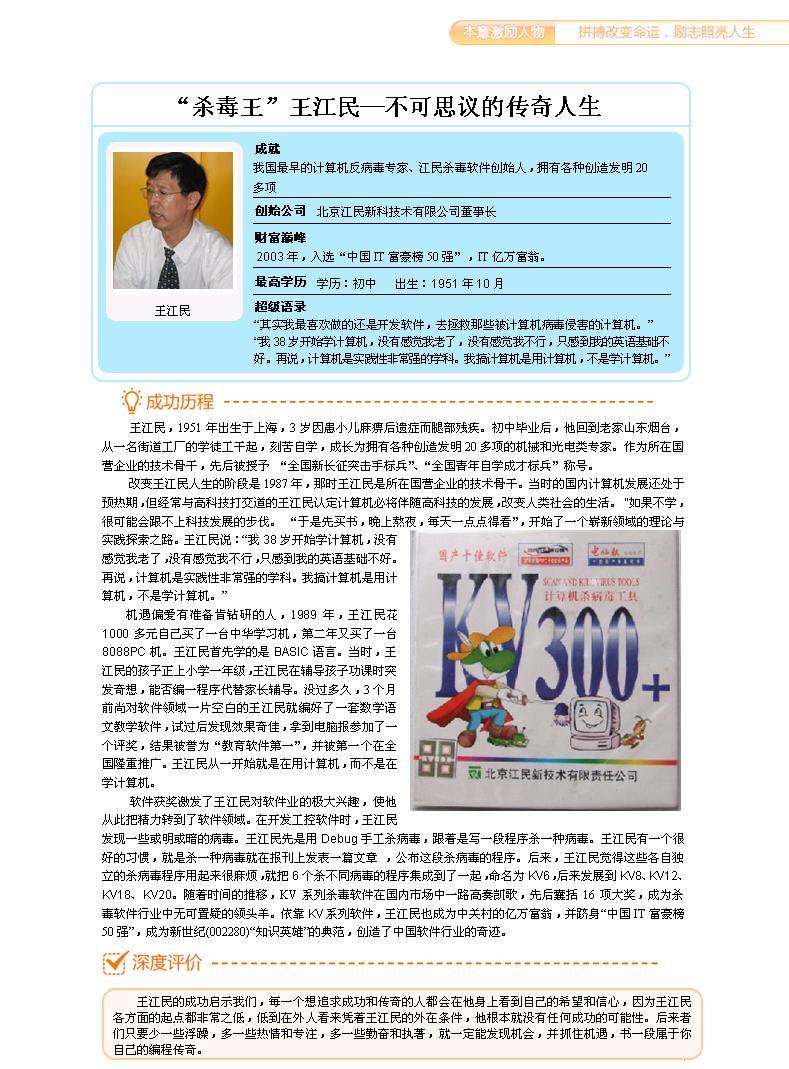 本章激励人物 拼搏改变命运，励志照亮人生
“杀毒王”王江民—不可思议的传奇人生
成就
我国最早的计算机反病毒专家、江民杀毒软件创始人，拥有各种创造发明 20
多项
创始公司 北京江民新科技术有限公司董事长
财富巅峰
2003 年，入选“中国 IT 富豪榜 50 强”，IT 亿万富翁。
最高学历 学历：初中 出生：1951 年 10 月
超级语录
“其实我最喜欢做的还是开发软件，去拯救那些被计算机病毒侵害的计算机。”
“我 38 岁开始学计算机，没有感觉我老了，没有感觉我不行，只感到我的英语基础不
好。再说，计算机是实践性非常强的学科。我搞计算机是用计算机，不是学计算机。”
王江民
成功历程
王江民，1951 年出生于上海，3 岁因患小儿麻痹后遗症而腿部残疾。初中毕业后，他回到老家山东烟台，
从一名街道工厂的学徒工干起，刻苦自学，成长为拥有各种创造发明 20 多项的机械和光电类专家。作为所在国
营企业的技术骨干，先后被授予 “全国新长征突击手标兵”、“全国青年自学成才标兵”称号。
改变王江民人生的阶段是 1987 年，那时王江民是所在国营企业的技术骨干。当时的国内计算机发展还处于
预热期，但经常与高科技打交道的王江民认定计算机必将伴随高科技的发展，改变人类社会的生活。 “如果不学，
很可能会跟不上科技发展的步伐。 “于是先买书，晚上熬夜，每天一点点得看”，开始了一个崭新领域的理论与
实践探索之路。王江民说：“我 38 岁开始学计算机，没有
感觉我老了，没有感觉我不行，只感到我的英语基础不好。
再说，计算机是实践性非常强的学科。我搞计算机是用计
算机，不是学计算机。”
机遇偏爱有准备肯钻研的人，1989 年，王江民花
1000 多元自己买了一台中华学习机，第二年又买了一台
8088PC 机。王江民首先学的是 BASIC 语言。当时，王
江民的孩子正上小学一年级，王江民在辅导孩子功课时突
发奇想，能否编一程序代替家长辅导。没过多久，3 个月
前尚对软件领域一片空白的王江民就编好了一套数学语
文教学软件，试过后发现效果奇佳，拿到电脑报参加了一
个评奖，结果被誉为“教育软件第一”，并被第一个在全
国隆重推广。王江民从一开始就是在用计算机，而不是在
学计算机。
软件获奖激发了王江民对软件业的极大兴趣，使他
从此把精力转到了软件领域。在开发工控软件时，王江民
发现一些或明或暗的病毒。王江民先是用 Debug 手工杀病毒，跟着是写一段程序杀一种病毒。王江民有一个很
好的习惯，就是杀一种病毒就在报刊上发表一篇文章 ，公布这段杀病毒的程序。后来，王江民觉得这些各自独
立的杀病毒程序用起来很麻烦，就把 6 个杀不同病毒的程序集成到了一起，命名为 KV6，后来发展到 KV8、KV12、
KV18、 KV20。随着时间的推移，KV 系列杀毒软件在国内市场中一路高奏凯歌，先后囊括 16 项大奖，成为杀
毒软件行业中无可置疑的领头羊。依靠 KV 系列软件，王江民也成为中关村的亿万富翁，并跻身“中国 IT 富豪榜
50 强”，成为新世纪(002280)“知识英雄”的典范，创造了中国软件行业的奇迹。
国产十佳软件
电脑报
SCAN AND KILL VIRUS TOOLS
计算机杀病毒工具
KV300+
北京江民新技术有限责任公司
深度评价
王江民的成功启示我们，每一个想追求成功和传奇的人都会在他身上看到自己的希望和信心，因为王江民
各方面的起点都非常之低，低到在外人看来凭着王江民的外在条件，他根本就没有任何成功的可能性。后来者
们只要少一些浮躁，多一些热情和专注，多一些勤奋和执著，就一定能发现机会，并抓住机遇，书一段属于你
自己的编程传奇。